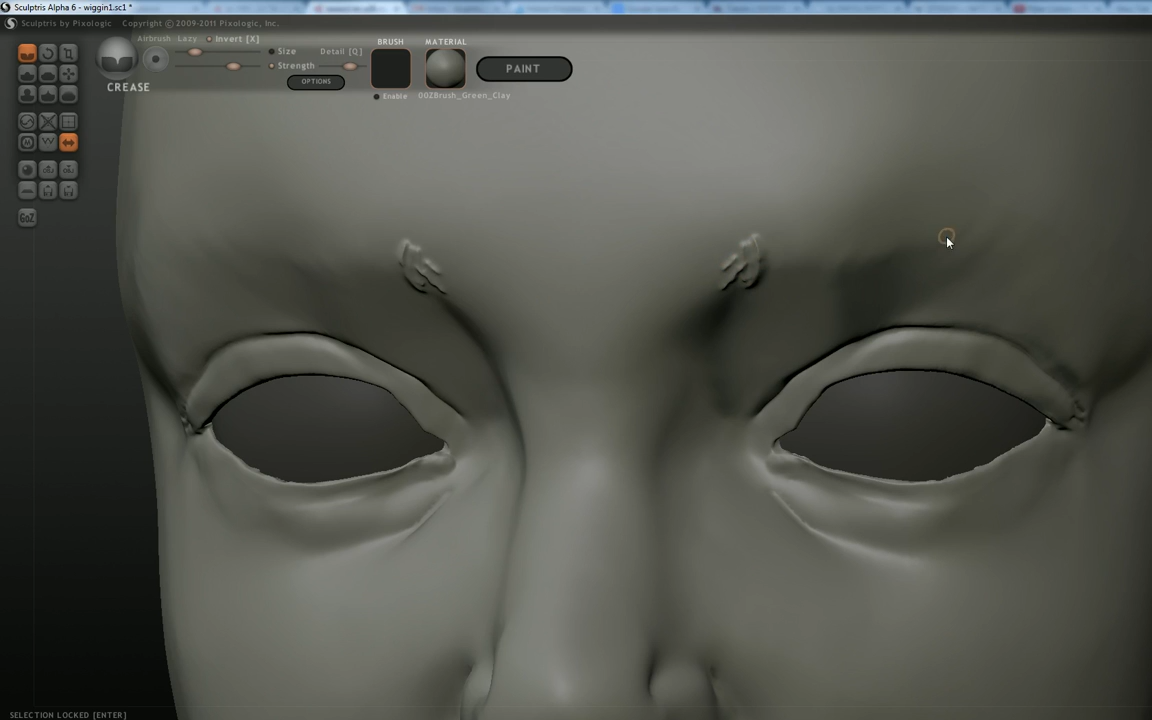 Sculptris Alpha 6 - wiggin1.sc1 *
Sculptris by Pixologic Copyright © 2009-2011 Pixologic, Inc.
Airbrush Lazy Invert [X]
Size Detail [Q]
Strength
OPTIONS
CREASE
BRUSH
Enable
MATERIAL
00ZBrush_Green_Clay
PAINT
GoZ
SELECTION LOCKED [ENTER]